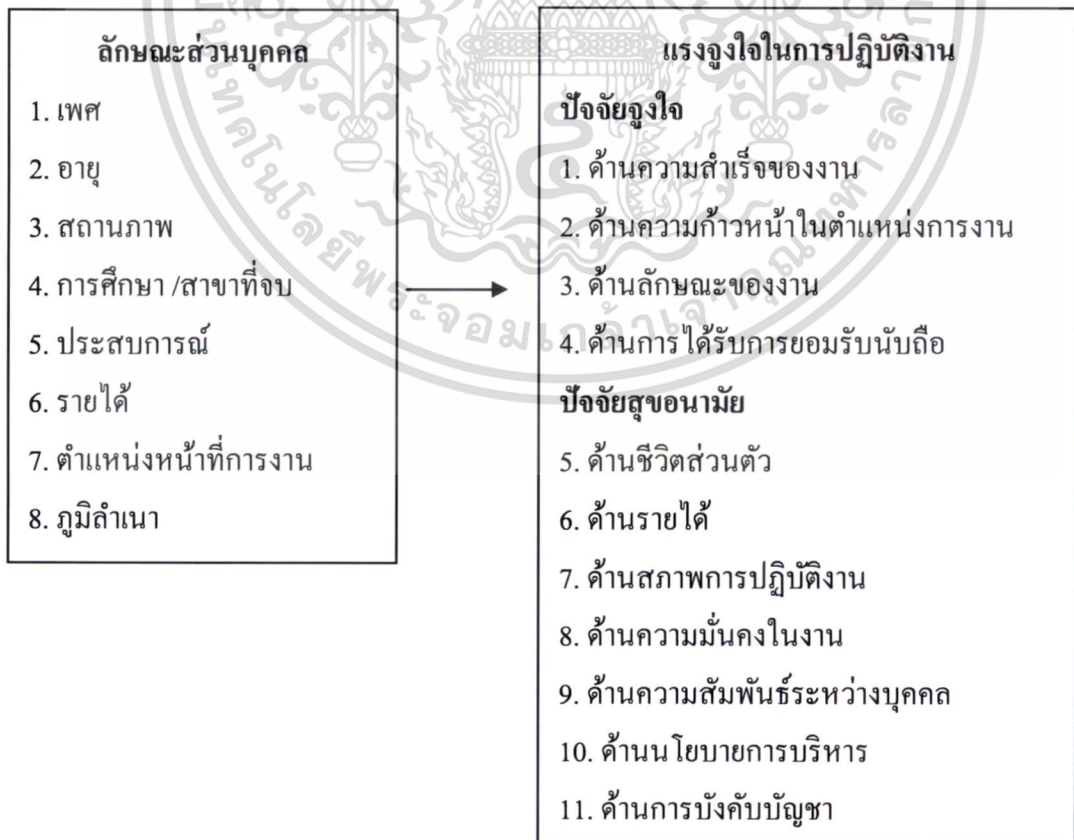 ลักษณะส่วนบุคคล
1. เพศ
2. อายุ
3. สถานภาพ
4. การศึกษา /สาขาที่จบ
5. ประสบการณ์
6. รายได้
7. ตำแหน่งหน้าที่การงาน
8. ภูมิลำเนา
แรงจูงใจในการปฏิบัติงาน
ปัจจัยจูงใจ
1. ด้านความสำเร็จของงาน
2. ด้านความก้าวหน้าในตำแหน่งการงาน
3. ด้านลักษณะของงาน
4. ด้านการได้รับการยอมรับนับถือ
ปัจจัยสุขอนามัย
5. ด้านชีวิตส่วนตัว
6. ด้านรายได้
7. ด้านสภาพการปฏิบัติงาน
8. ด้านความมั่นคงในงาน
9. ด้านความสัมพันธ์ระหว่างบุคคล
10. ด้านนโยบายการบริหาร
11. ด้านการบังคับบัญชา